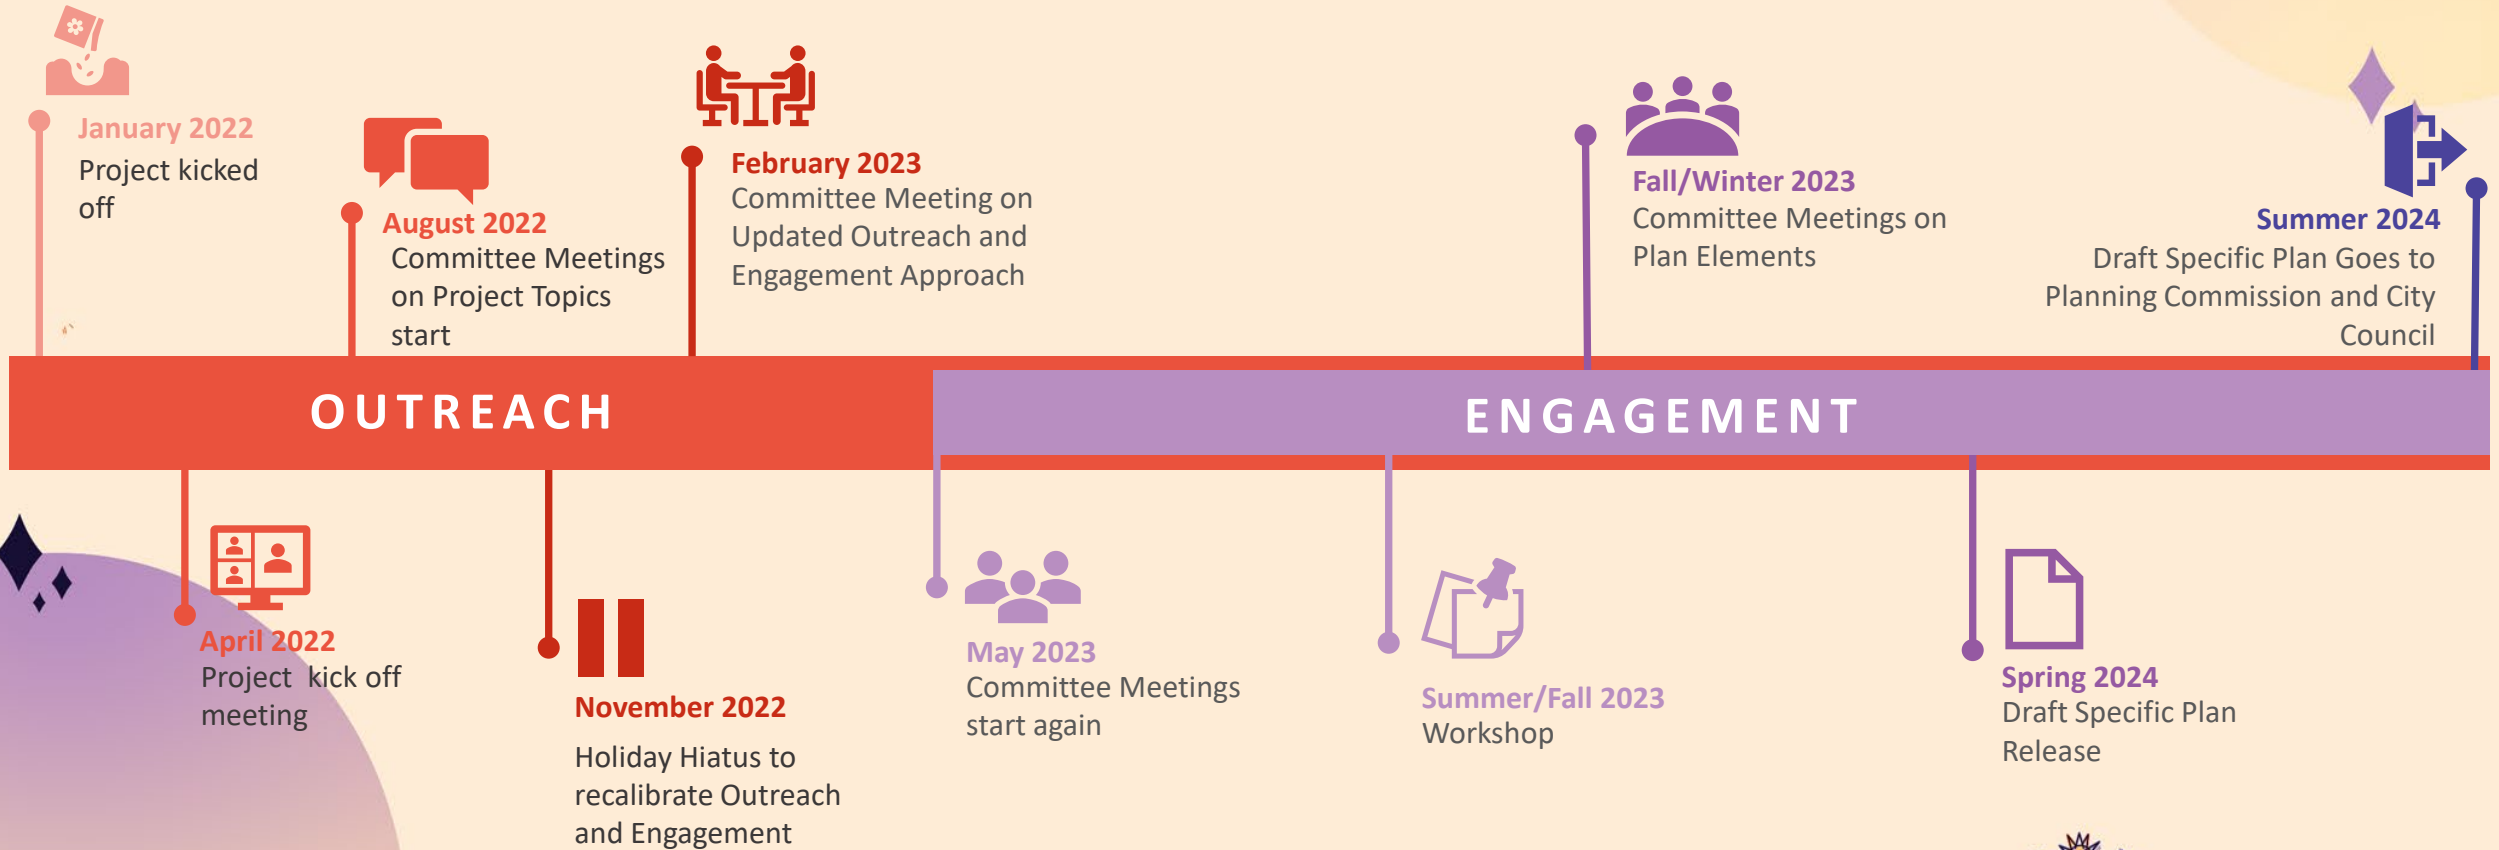 January 2022
Project kicked
off
August 2022
Committee Meetings
on Project Topics
start
February 2023
Committee Meeting on
Updated Outreach and
Engagement Approach
Fall/Winter 2023
Committee Meetings on
Plan Elements
Summer 2024
Draft Specific Plan Goes to
Planning Commission and City
Council
OUTREACH
ENGAGEMENT
April 2022
Project kick off
meeting
November 2022
Holiday Hiatus to
recalibrate Outreach
and Engagement
May 2023
Committee Meetings
start again
Summer/Fall 2023
Workshop
Spring 2024
Draft Specific Plan
Release